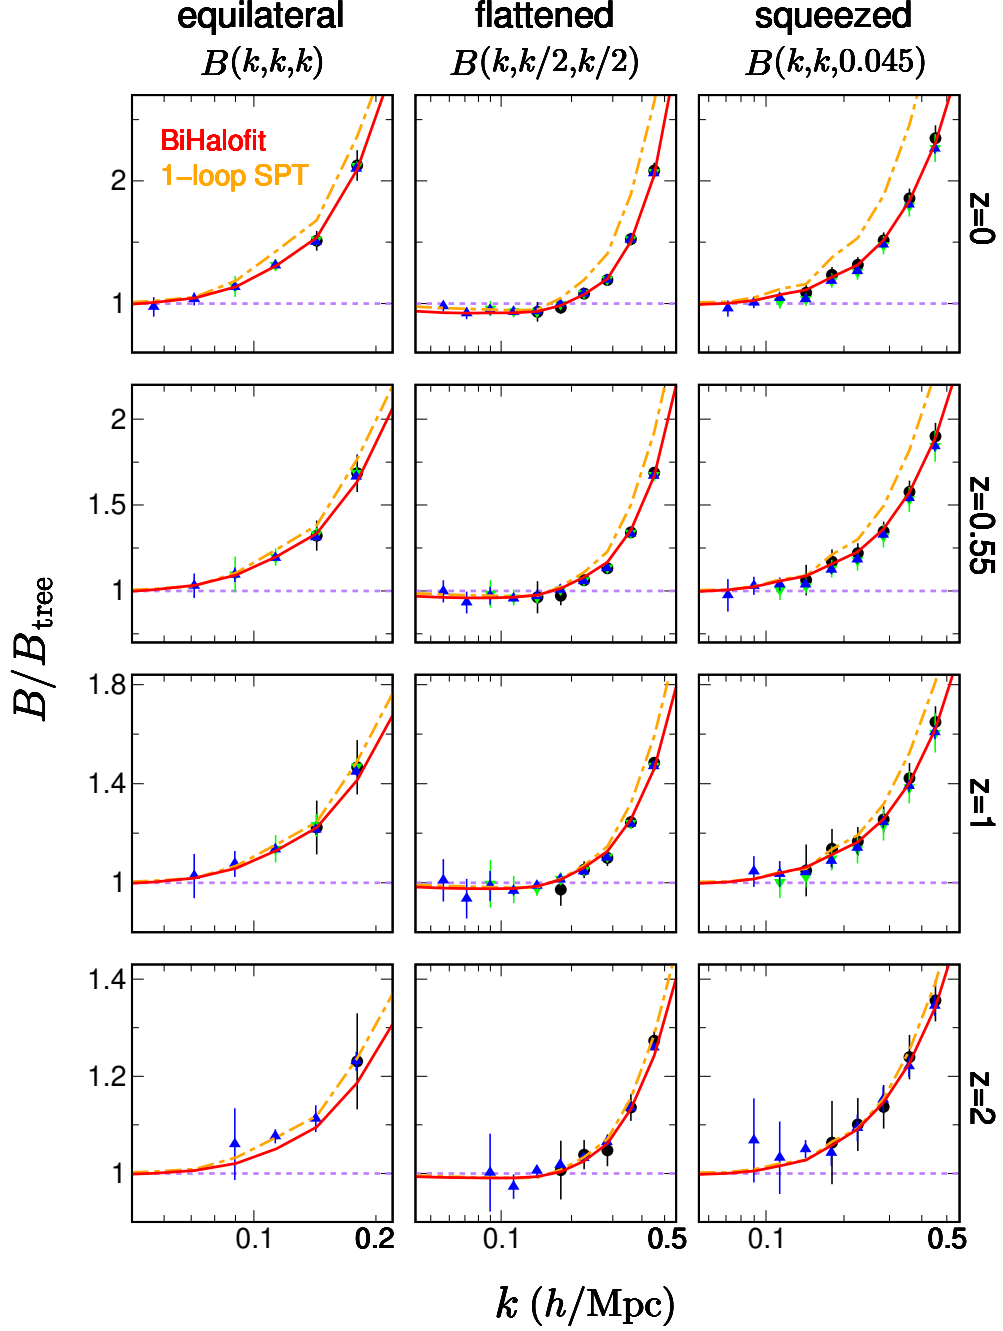 equilateral flattened squeezed
B(k,k,k) B(k,k/2,k/2) B(k,k,0.045)
BiHalofit
1−loop SPT
2
1
z=0
2
1.5
1
z=0.55
B/B_tree
1.8
1.4
1
z=1
1.4
1.2
1
z=2
0.1 0.2 0.1 0.5 0.1 0.5
k (h/Mpc)